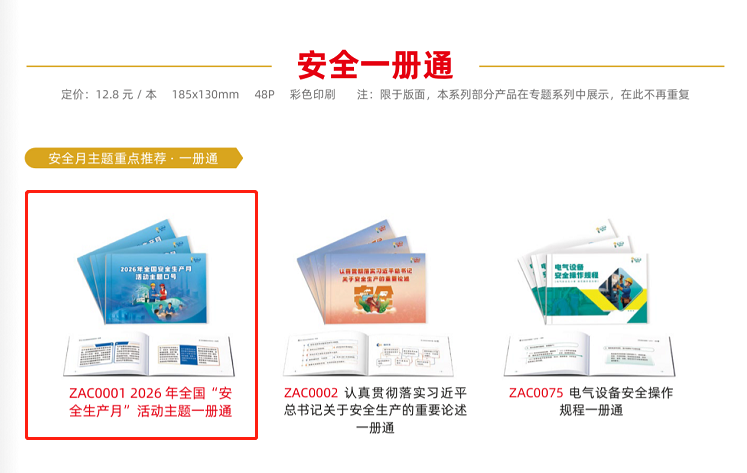 安全一册通
定价：12.8 元 / 本 185x130mm 48P 彩色印刷 注：限于版面，本系列部分产品在专题系列中展示，在此不再重复
安全月主题重点推荐 · 一册通
2026年全国安全生产月
活动主题口号
认真贯彻落实习近平总书记
关于安全生产的重要论述
安全
电气设备
安全操作规程
ZAC0001 2026 年全国“安
全生产月”活动主题一册通
ZAC0002 认真贯彻落实习近平
总书记关于安全生产的重要论述
一册通
ZAC0075 电气设备安全操作
规程一册通